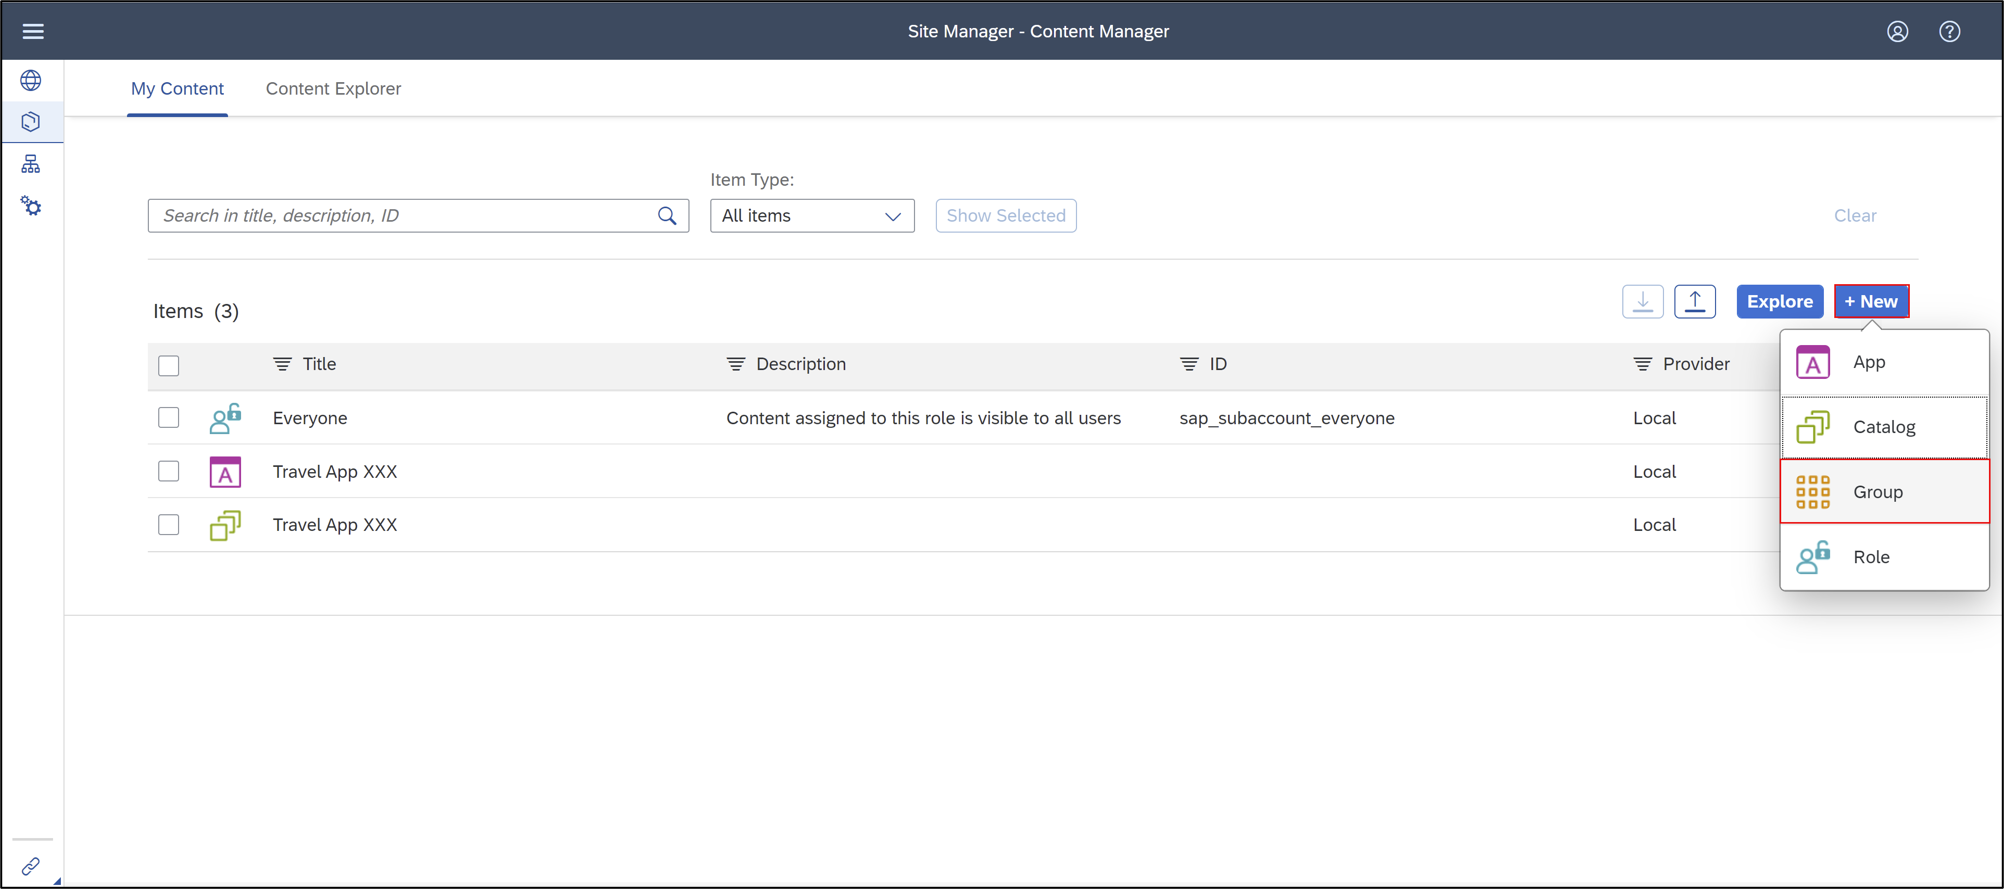 Site Manager - Content Manager
My Content Content Explorer
Item Type:
Search in title, description, ID All items Show Selected Clear
Items (3) Explore + New
Title Description ID Provider
Everyone Content assigned to this role is visible to all users sap_subaccount_everyone Local
A Travel App XXX Local
Travel App XXX Local
A App
Catalog
Group
Role